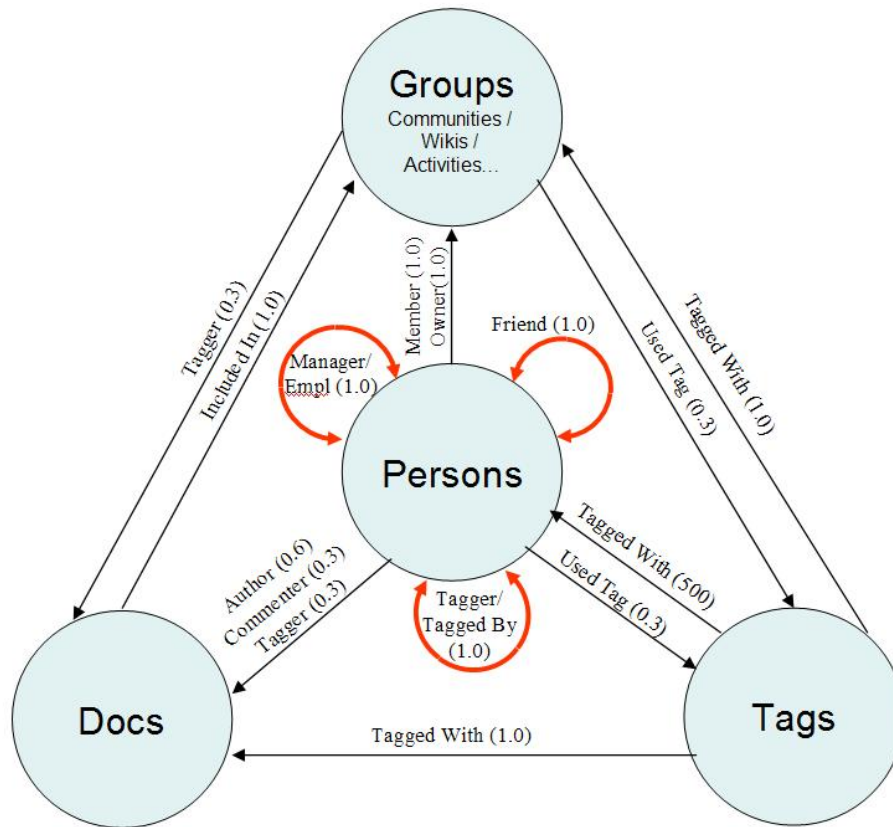 Groups
Communities /
Wikis /
Activities...
Tagger (0.3)
Included In (1.0)
Member (1.0)
Owner(1.0)
Used Tag (0.3)
Tagged With (1.0)
Manager/
Empl (1.0)
Friend (1.0)
Persons
Author (0.6)
Commenter (0.3)
Tagger (0.3)
Tagger/
Tagged By
(1.0)
Tagged With (500)
Used Tag (0.3)
Docs
Tagged With (1.0)
Tags